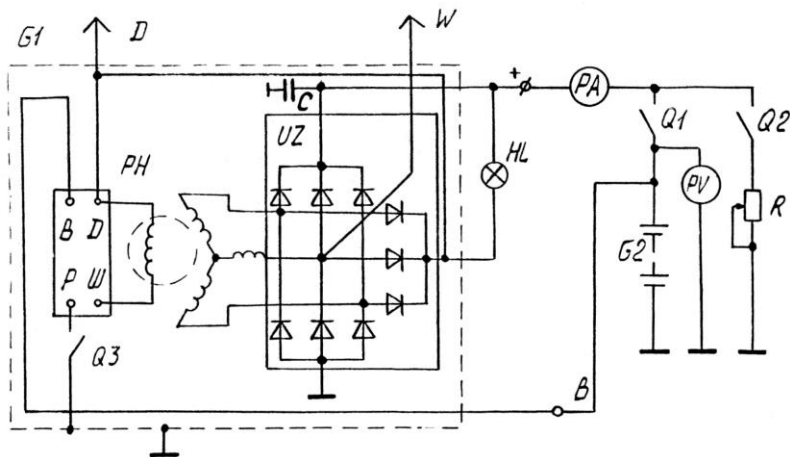 G1 D W
+ PA
C
UZ Q1 Q2
HL
PH PV
B D R
P Ш G2
Q3
B